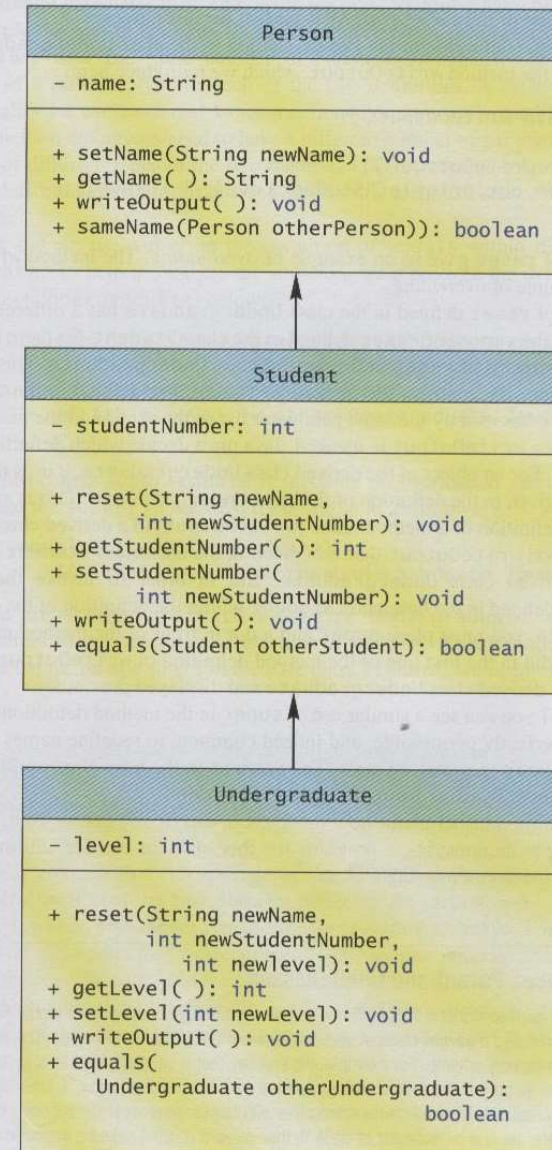 Person
– name: String
+ setName(String newName): void
+ getName( ): String
+ writeOutput( ): void
+ sameName(Person otherPerson)): boolean
Student
– studentNumber: int
+ reset(String newName,
int newStudentNumber): void
+ getStudentNumber( ): int
+ setStudentNumber(
int newStudentNumber): void
+ writeOutput( ): void
+ equals(Student otherStudent): boolean
Undergraduate
– level: int
+ reset(String newName,
int newStudentNumber,
int newlevel): void
+ getLevel( ): int
+ setLevel(int newLevel): void
+ writeOutput( ): void
+ equals(
Undergraduate otherUndergraduate):
boolean